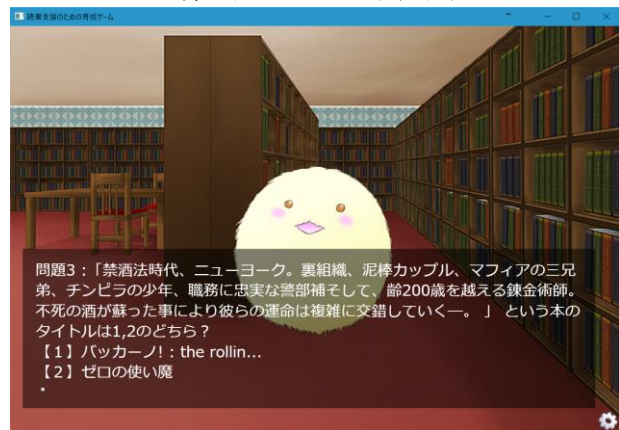 読書支援のための育成ゲーム
問題3：「禁酒法時代、ニューヨーク。裏組織、泥棒カップル、マフィアの三兄
弟、チンピラの少年、職務に忠実な警部補そして、齢200歳を越える錬金術師。
不死の酒が蘇った事により彼らの運命は複雑に交錯していく―。 」 という本の
タイトルは1,2のどちら？
【1】バッカーノ! : the rollin...
【2】ゼロの使い魔